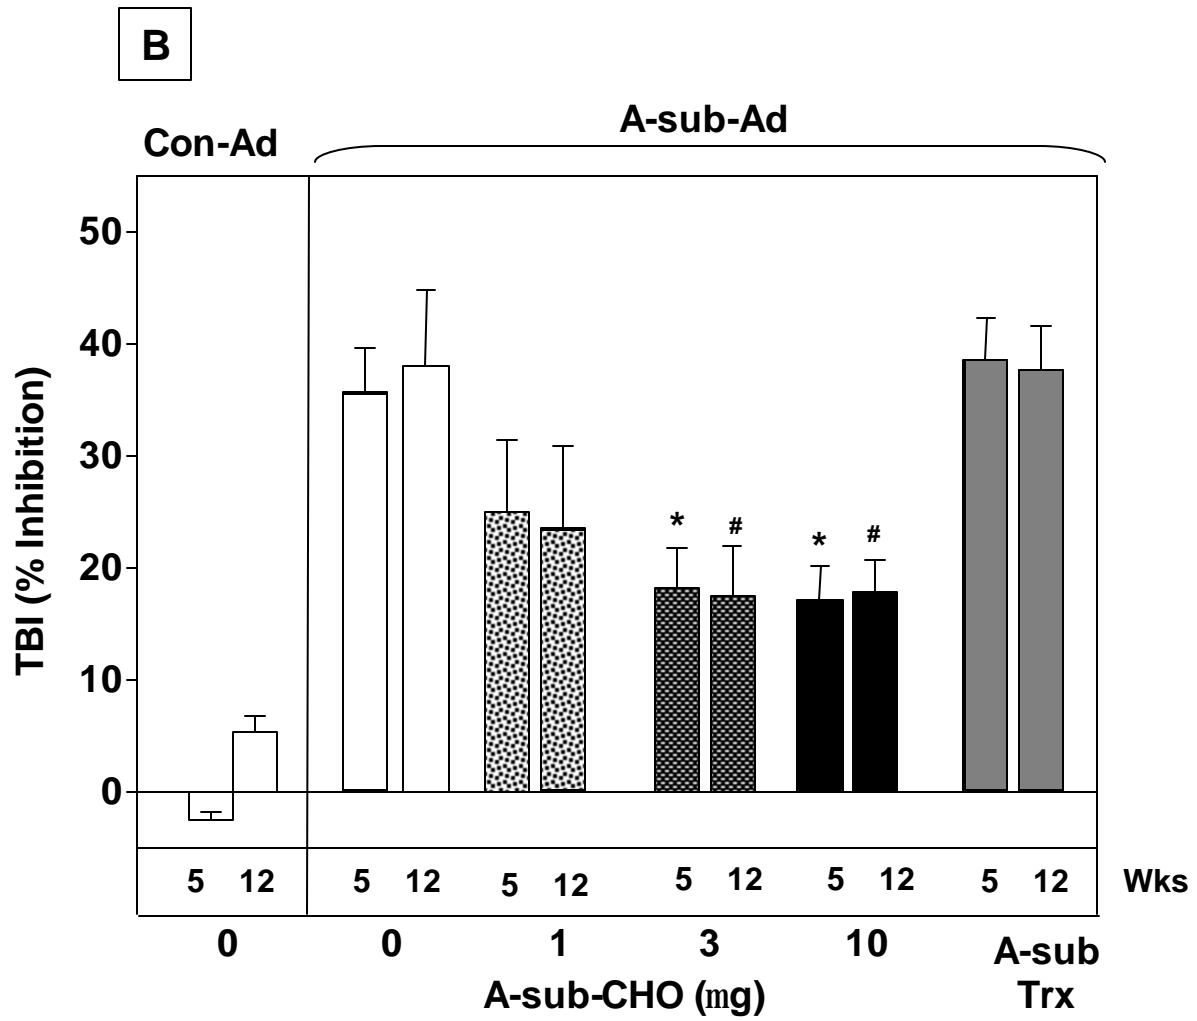 B
Con-Ad
A-sub-Ad
50
40
30
20
10
0
TBI (% Inhibition)
* # * #
5 12 5 12 5 12 5 12 5 12 5 12 Wks
0 0 1 3 10 A-sub
A-sub-CHO (mg) Trx